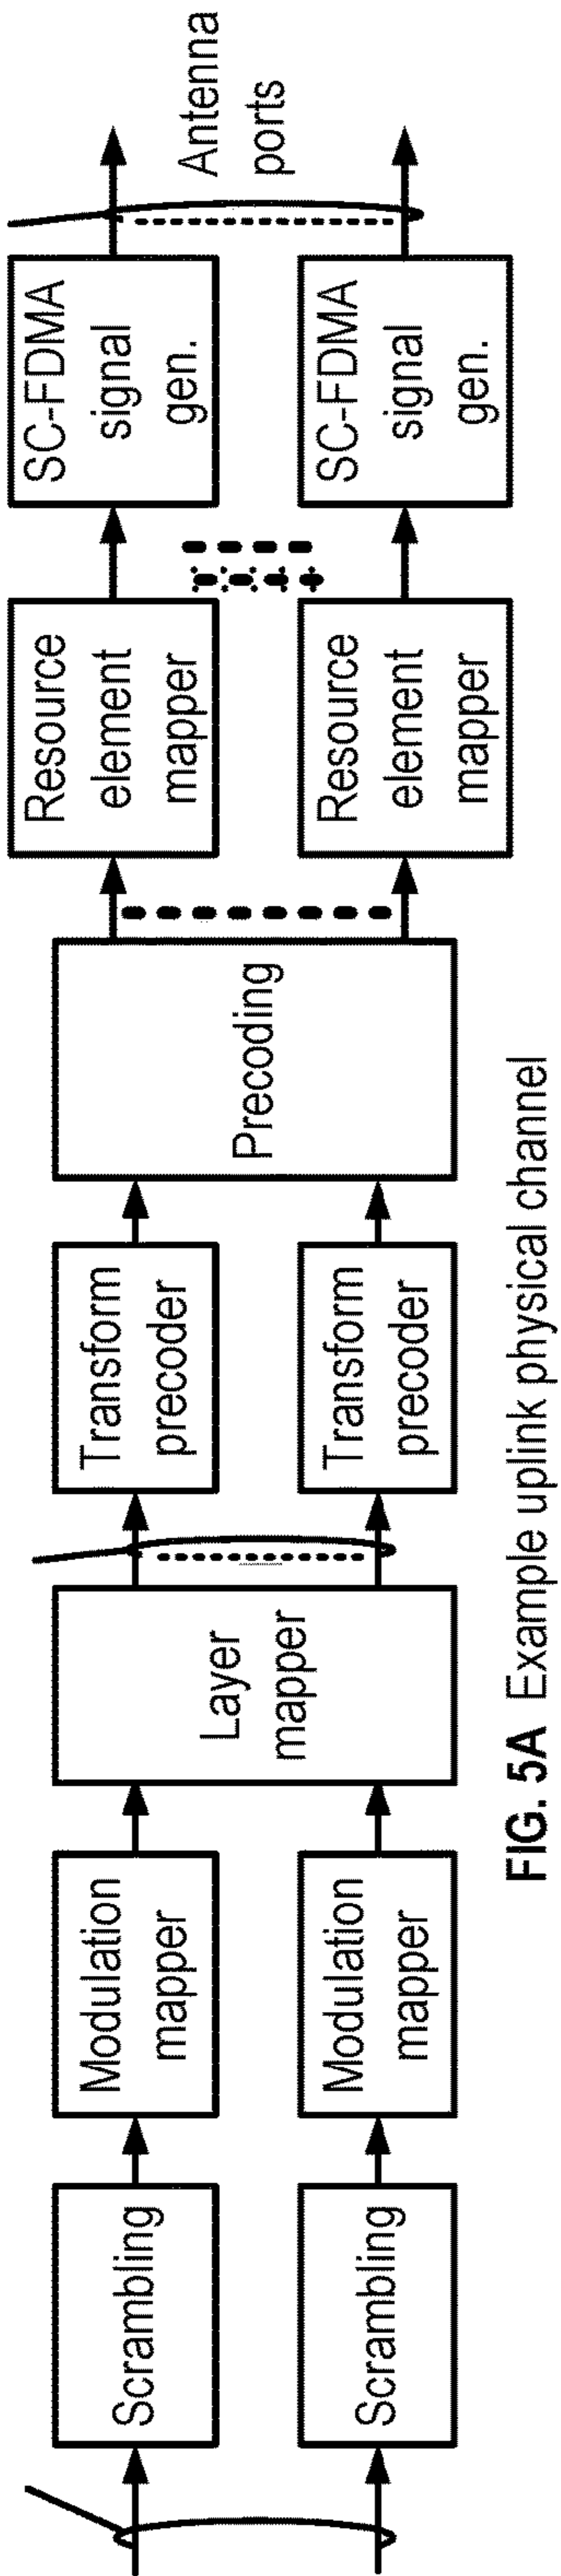 Scrambling
Modulation
mapper
Layer
mapper
Transform
precoder
Precoding
Resource
element
mapper
SC-FDMA
signal
gen.
Antenna
ports
Scrambling
Modulation
mapper
Transform
precoder
Resource
element
mapper
SC-FDMA
signal
gen.
FIG. 5A Example uplink physical channel